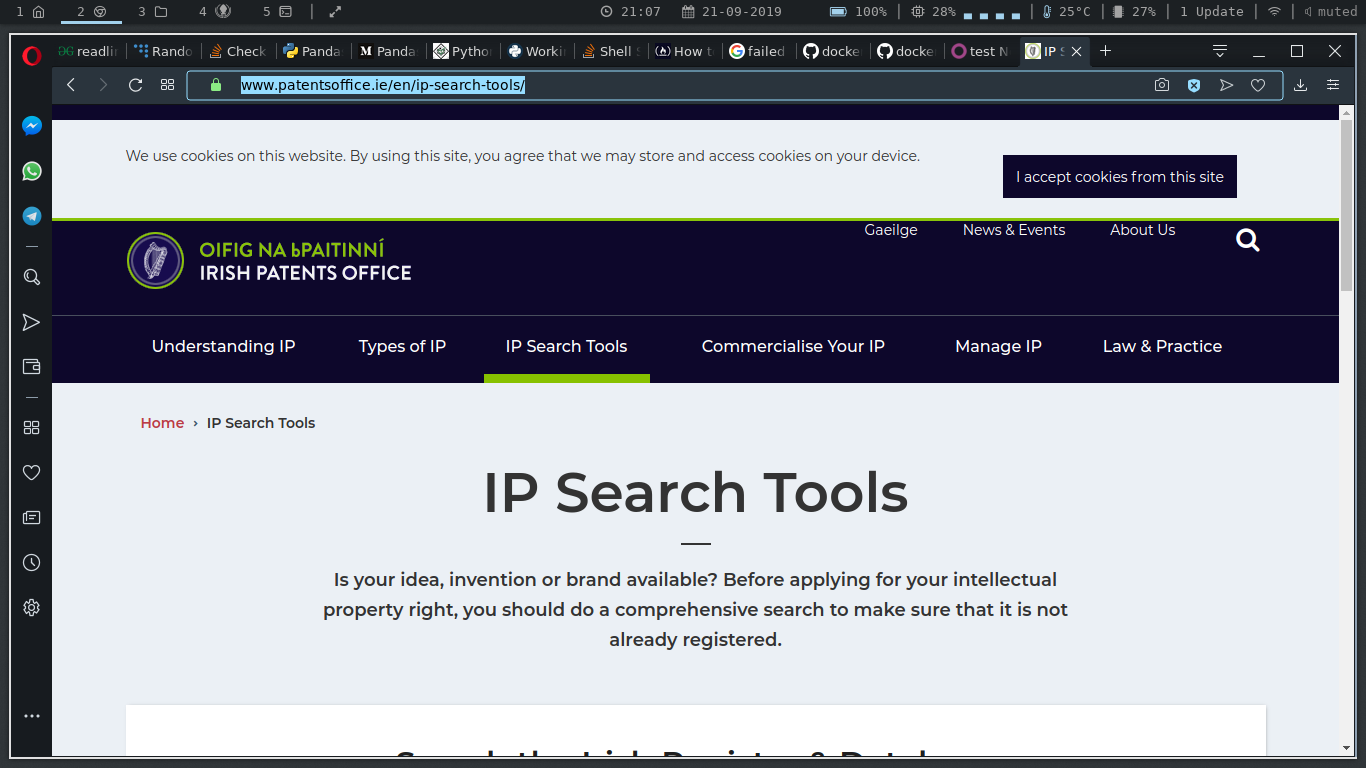 1 2 3 4 5 21:07 21-09-2019 100% 28% 25°C 27% 1 Update muted
readlin Rando Check Panda Panda Pytho Worki Shell S How t failed docke docke test N IP S
www.patentsoffice.ie/en/ip-search-tools/
We use cookies on this website. By using this site, you agree that we may store and access cookies on your device.
I accept cookies from this site
Gaeilge News & Events About Us
OIFIG NA bPAITINNÍ
IRISH PATENTS OFFICE
Understanding IP Types of IP IP Search Tools Commercialise Your IP Manage IP Law & Practice
Home › IP Search Tools
IP Search Tools
Is your idea, invention or brand available? Before applying for your intellectual
property right, you should do a comprehensive search to make sure that it is not
already registered.